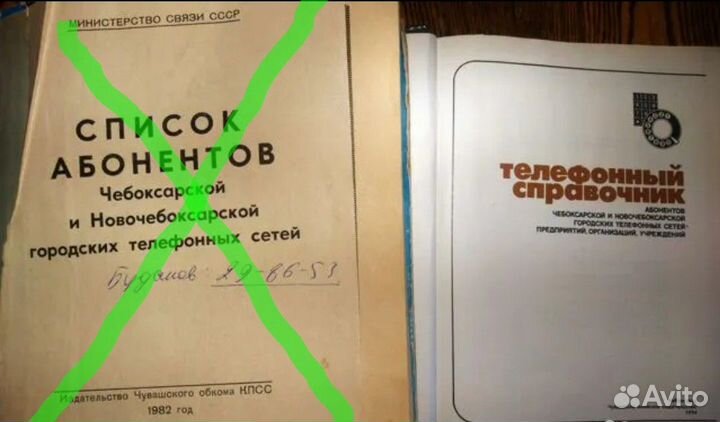 МИНИСТЕРСТВО СВЯЗИ СССР
СПИСОК
АБОНЕНТОВ
Чебоксарской
и Новочебоксарской
городских телефонных сетей
Буданов 29-86-53
Издательство Чувашского обкома КПСС
1982 год
телефонный
справочник
АБОНЕНТОВ
ЧЕБОКСАРСКОЙ И НОВОЧЕБОКСАРСКОЙ
ГОРОДСКИХ ТЕЛЕФОННЫХ СЕТЕЙ-
ПРЕДПРИЯТИЙ, ОРГАНИЗАЦИЙ, УЧРЕЖДЕНИЙ
Avito